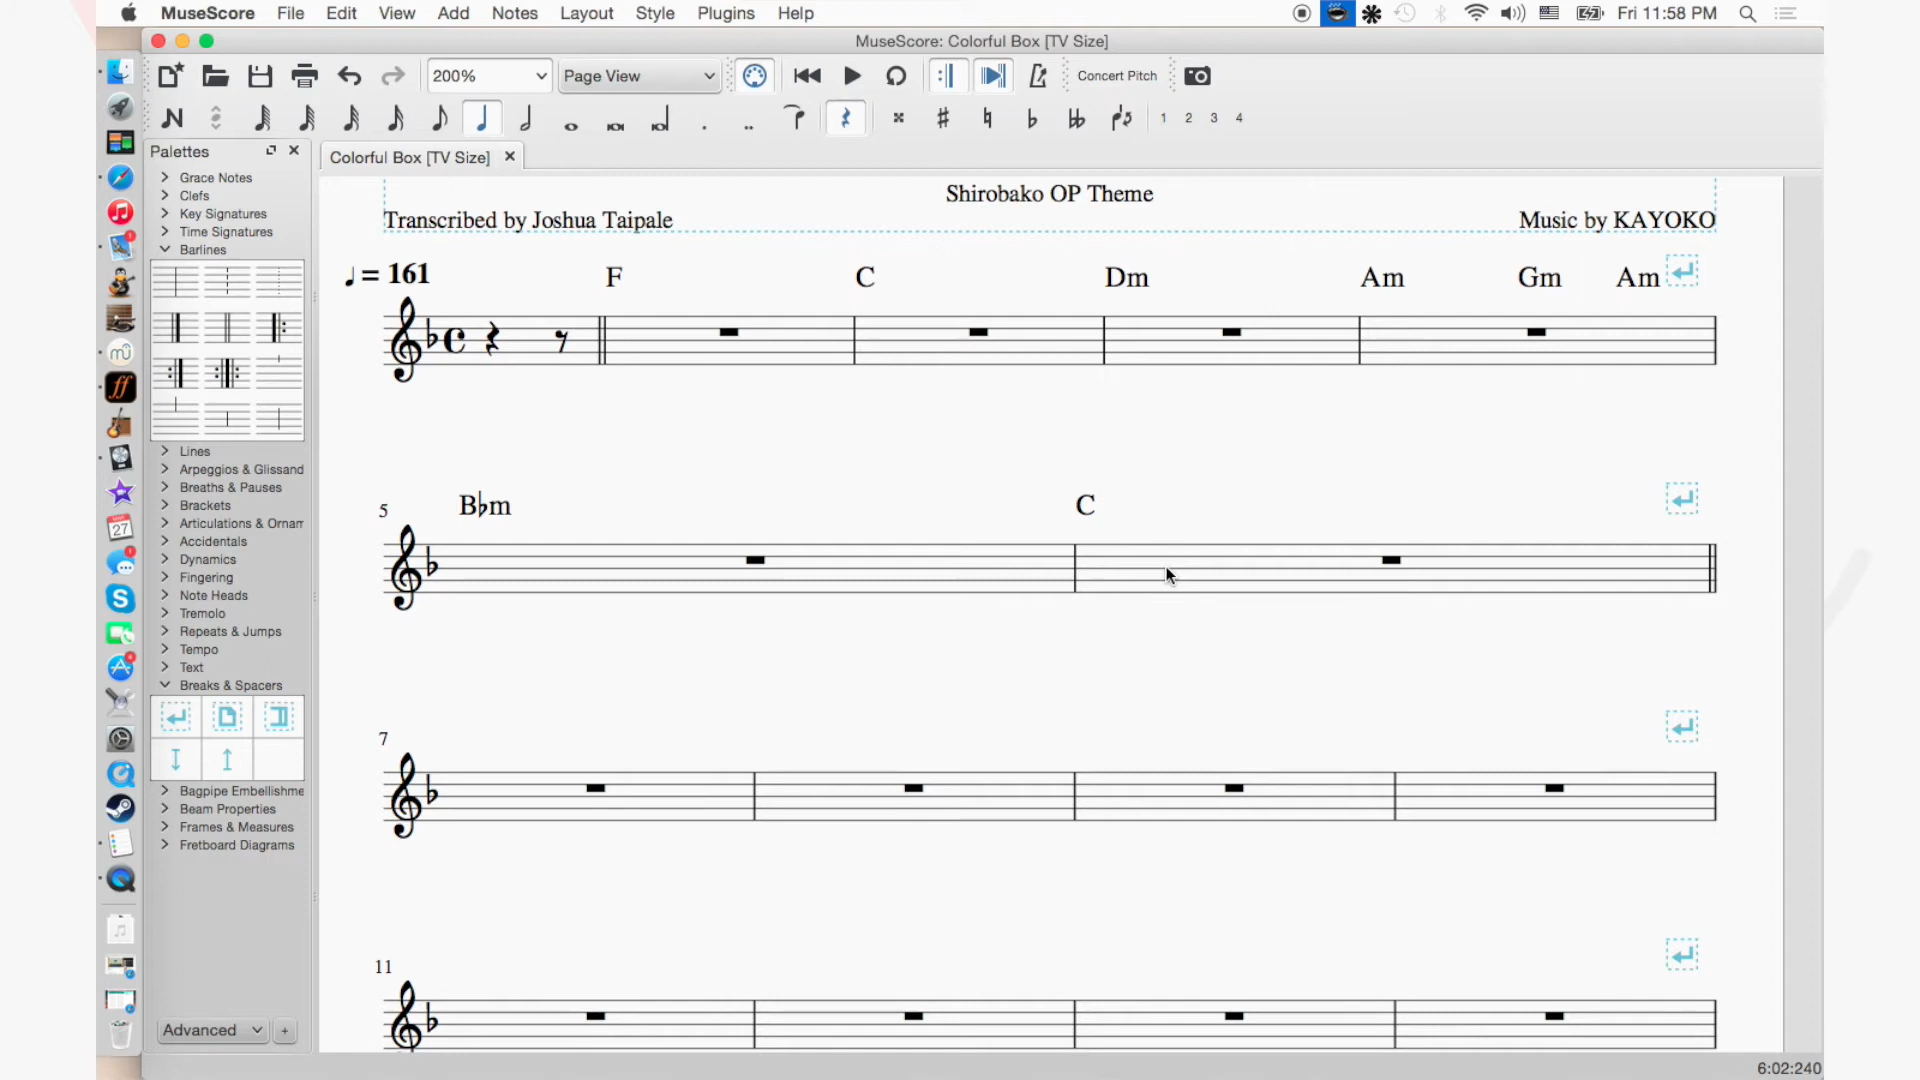 MuseScore File Edit View Add Notes Layout Style Plugins Help Fri 11:58 PM
MuseScore: Colorful Box [TV Size]
200% Page View Concert Pitch
1 2 3 4
Palettes
Colorful Box [TV Size]
Grace Notes
Clefs
Key Signatures
Time Signatures
Barlines
Lines
Arpeggios & Glissand
Breaths & Pauses
Brackets
Articulations & Ornam
Accidentals
Dynamics
Fingering
Note Heads
Tremolo
Repeats & Jumps
Tempo
Text
Breaks & Spacers
Bagpipe Embellishme
Beam Properties
Frames & Measures
Fretboard Diagrams
Advanced +
Shirobako OP Theme
Transcribed by Joshua Taipale Music by KAYOKO
♩ = 161 F C Dm Am Gm Am
5 B♭m C
7
11
6:02:240